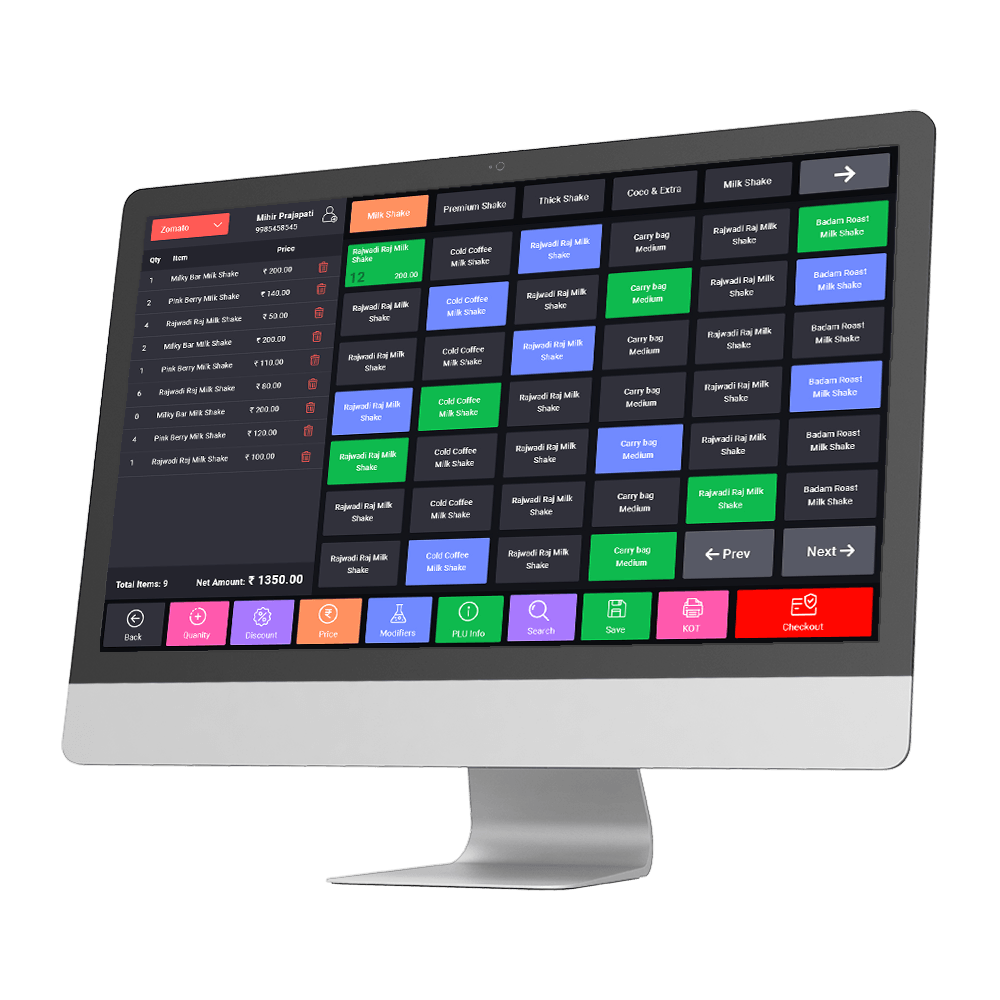 Zomato
Mihir Prajapati
9985458545
Qty Item Price
1 Milky Bar Milk Shake ₹ 200.00
2 Pink Berry Milk Shake ₹ 140.00
4 Rajwadi Raj Milk Shake ₹ 50.00
2 Milky Bar Milk Shake ₹ 200.00
1 Pink Berry Milk Shake ₹ 110.00
6 Rajwadi Raj Milk Shake ₹ 80.00
0 Milky Bar Milk Shake ₹ 200.00
4 Pink Berry Milk Shake ₹ 120.00
1 Rajwadi Raj Milk Shake ₹ 100.00
Total Items: 9 Net Amount: ₹ 1350.00
Milk Shake Premium Shake Thick Shake Coco & Extra Milk Shake
Rajwadi Raj Milk Cold Coffee Rajwadi Raj Milk Carry bag Rajwadi Raj Milk Badam Roast
Shake Milk Shake Shake Medium Shake Milk Shake
12 200.00
Rajwadi Raj Milk Cold Coffee Rajwadi Raj Milk Carry bag Rajwadi Raj Milk Badam Roast
Shake Milk Shake Shake Medium Shake Milk Shake
Rajwadi Raj Milk Cold Coffee Rajwadi Raj Milk Carry bag Rajwadi Raj Milk Badam Roast
Shake Milk Shake Shake Medium Shake Milk Shake
Rajwadi Raj Milk Cold Coffee Rajwadi Raj Milk Carry bag Rajwadi Raj Milk Badam Roast
Shake Milk Shake Shake Medium Shake Milk Shake
Rajwadi Raj Milk Cold Coffee Rajwadi Raj Milk Carry bag Rajwadi Raj Milk Badam Roast
Shake Milk Shake Shake Medium Shake Milk Shake
Rajwadi Raj Milk Cold Coffee Rajwadi Raj Milk Carry bag Rajwadi Raj Milk Badam Roast
Shake Milk Shake Shake Medium Shake Milk Shake
Rajwadi Raj Milk Cold Coffee Rajwadi Raj Milk Carry bag Prev Next
Shake Milk Shake Shake Medium
Back Quanity Discount Price Modifiers PLU Info Search Save KOT Checkout